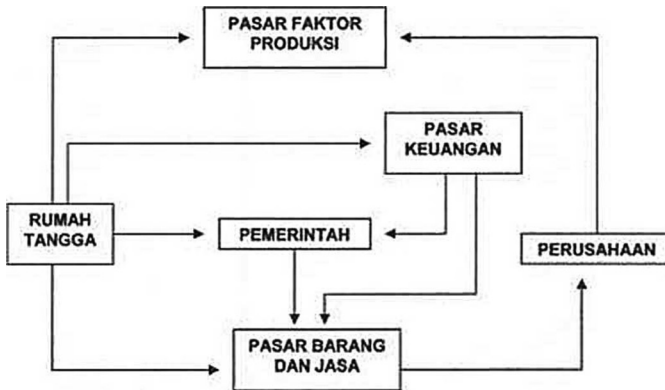 PASAR FAKTOR
PRODUKSI
PASAR
KEUANGAN
RUMAH
TANGGA
PEMERINTAH
PERUSAHAAN
PASAR BARANG
DAN JASA